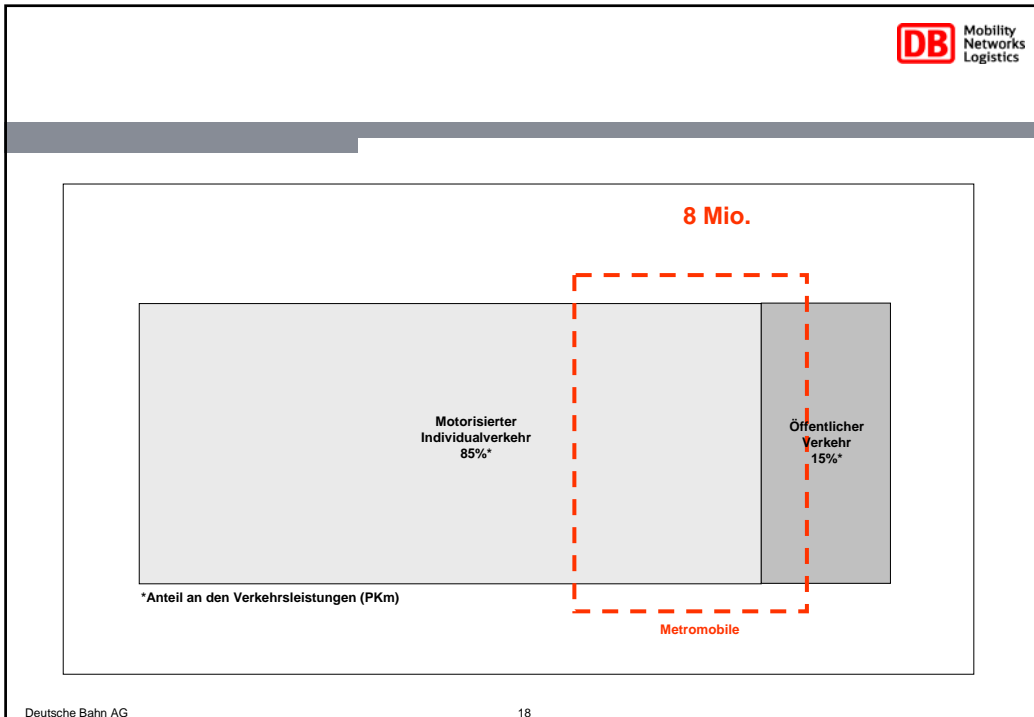 DB
Mobility
Networks
Logistics
8 Mio.
Motorisierter
Individualverkehr
85%*
Öffentlicher
Verkehr
15%*
*Anteil an den Verkehrsleistungen (PKm)
Metromobile
Deutsche Bahn AG
18